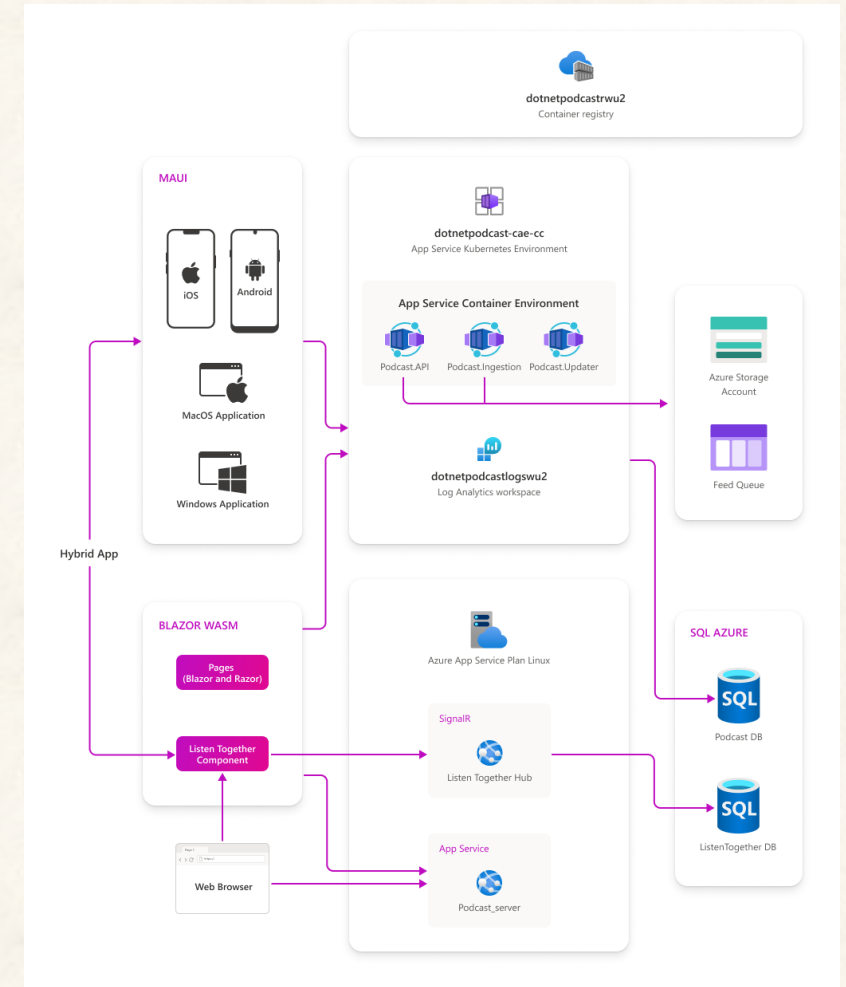 dotnetpodcastrwu2
Container registry
MAUI
iOS
Android
MacOS Application
Windows Application
dotnetpodcast-cae-cc
App Service Kubernetes Environment
App Service Container Environment
Podcast.API
Podcast.Ingestion
Podcast.Updater
dotnetpodcastlogswu2
Log Analytics workspace
Azure Storage
Account
Feed Queue
Hybrid App
BLAZOR WASM
Pages
(Blazor and Razor)
Listen Together
Component
Web Browser
Azure App Service Plan Linux
SignalR
Listen Together Hub
App Service
Podcast_server
SQL AZURE
SQL
Podcast DB
SQL
ListenTogether DB